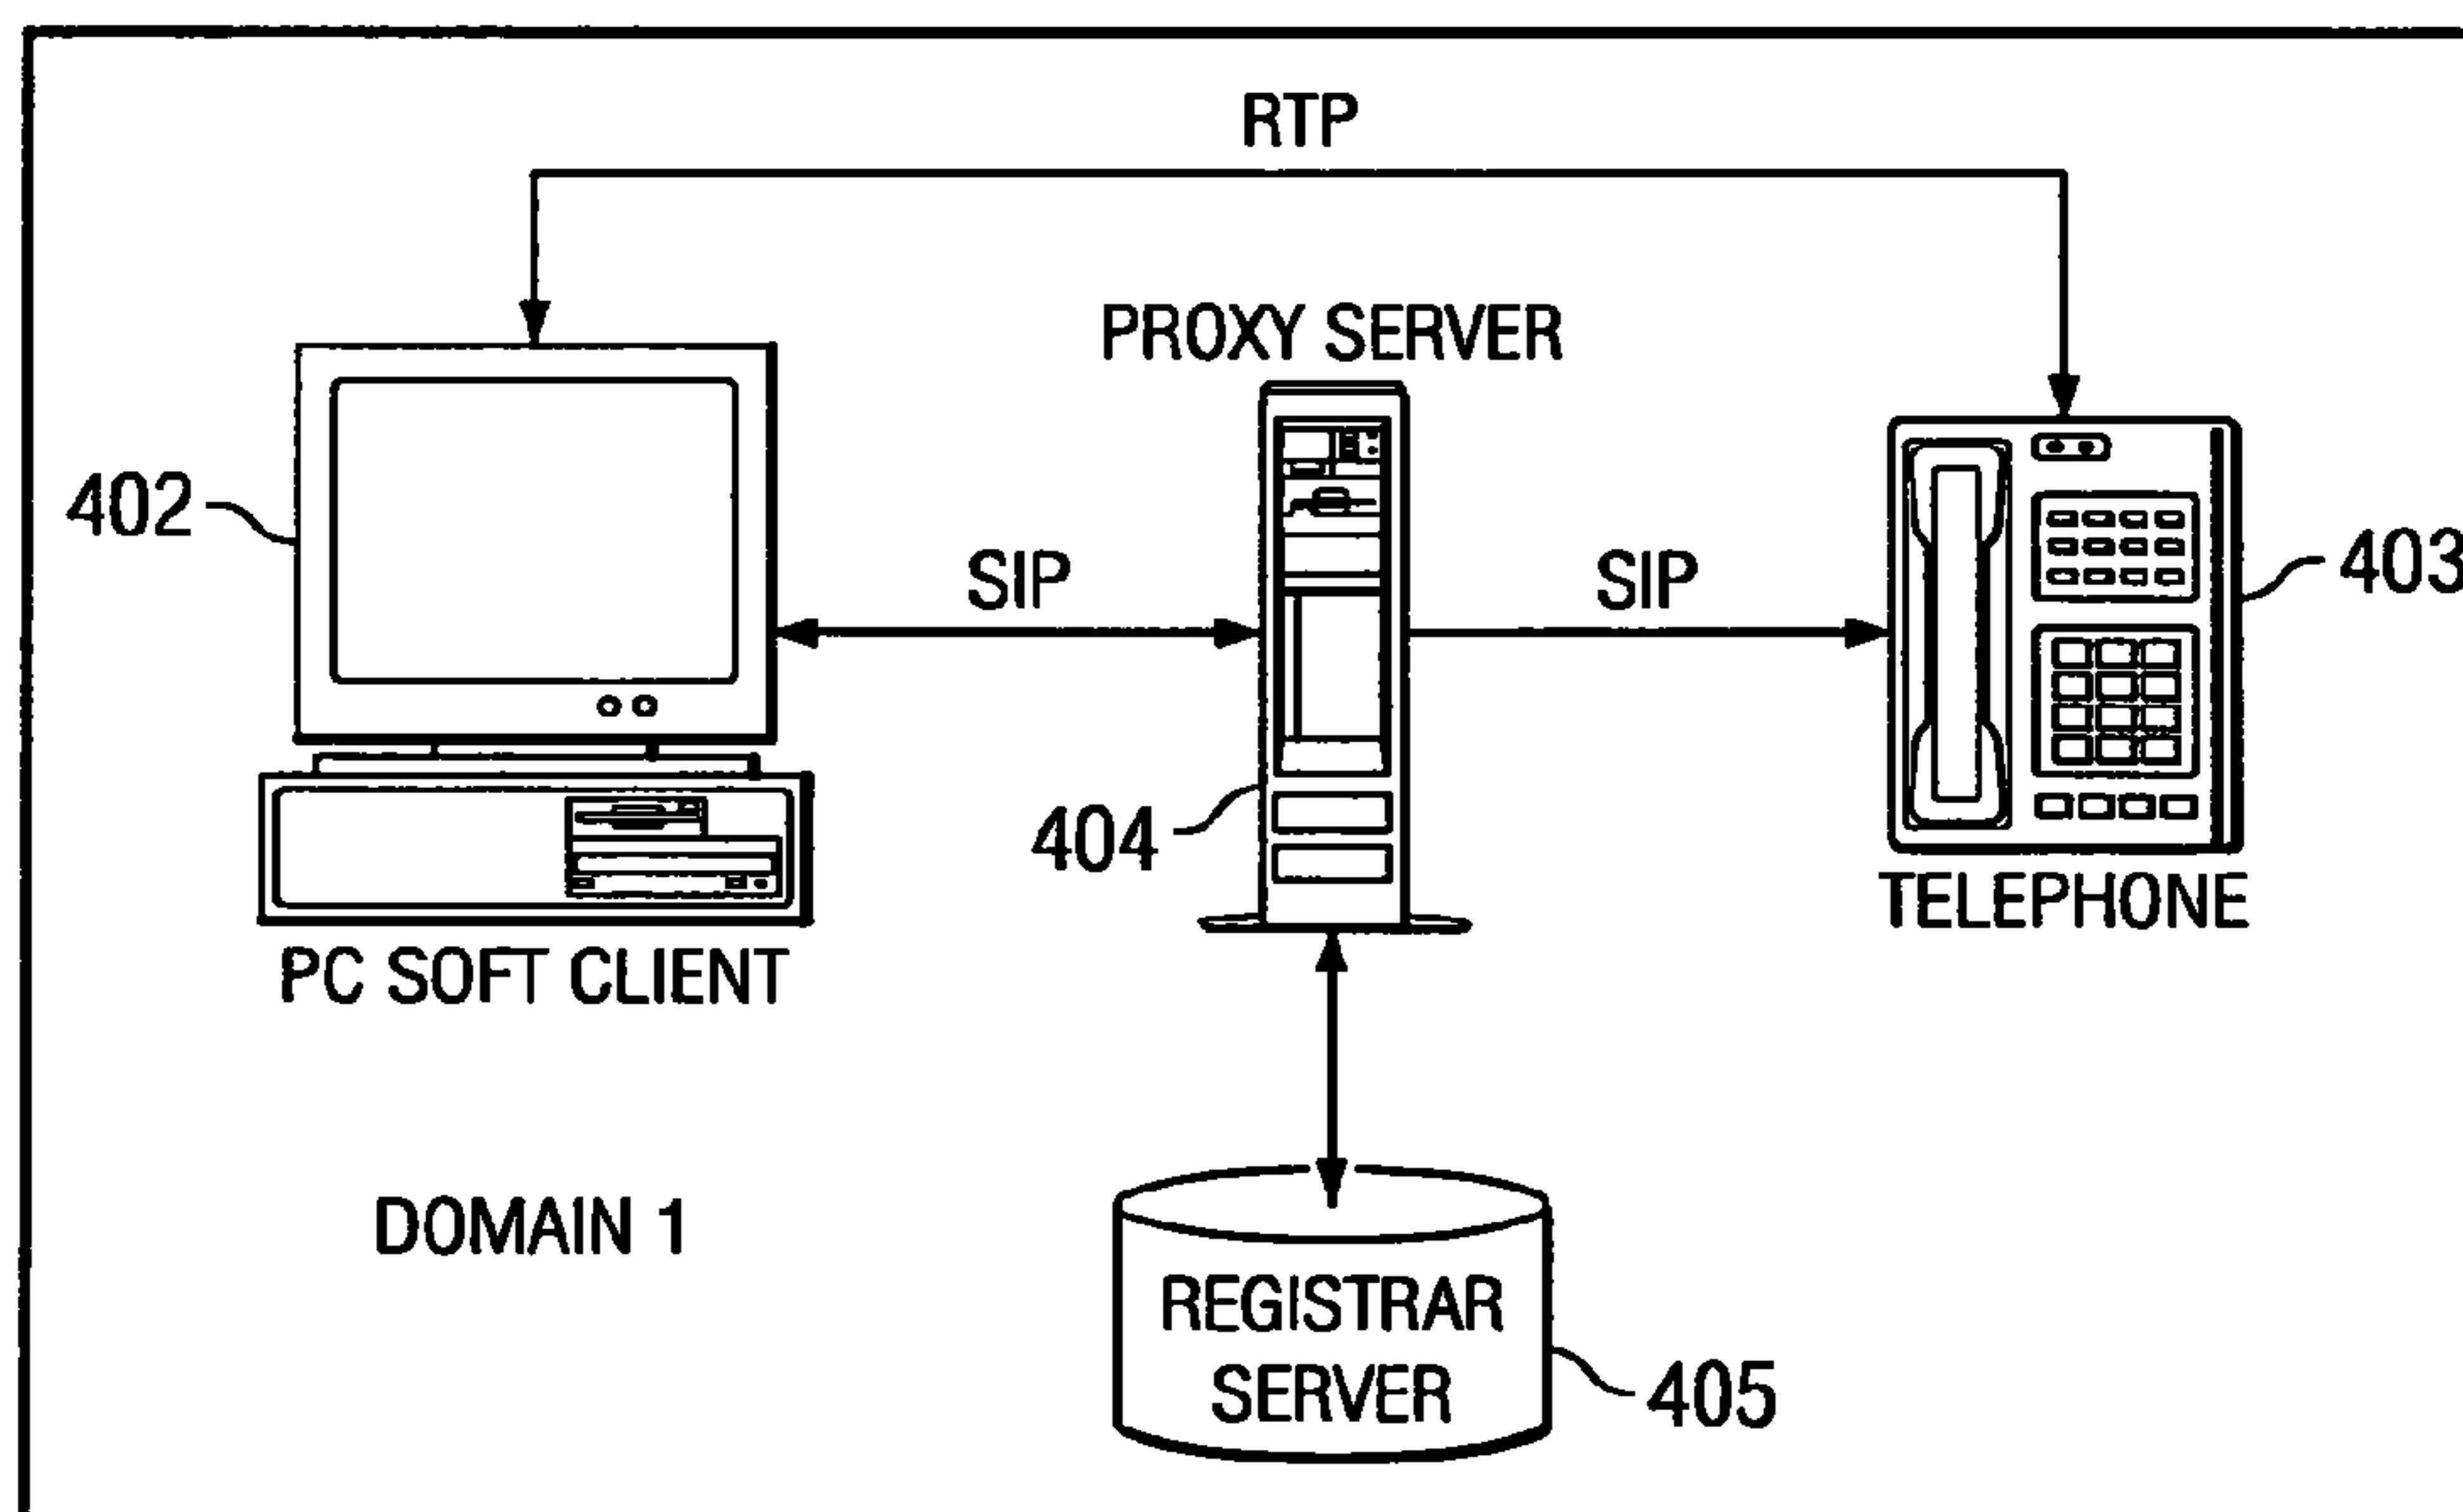 RTP
PROXY SERVER
402
SIP
SIP
403
404
TELEPHONE
PC SOFT CLIENT
DOMAIN 1
REGISTRAR
SERVER
405